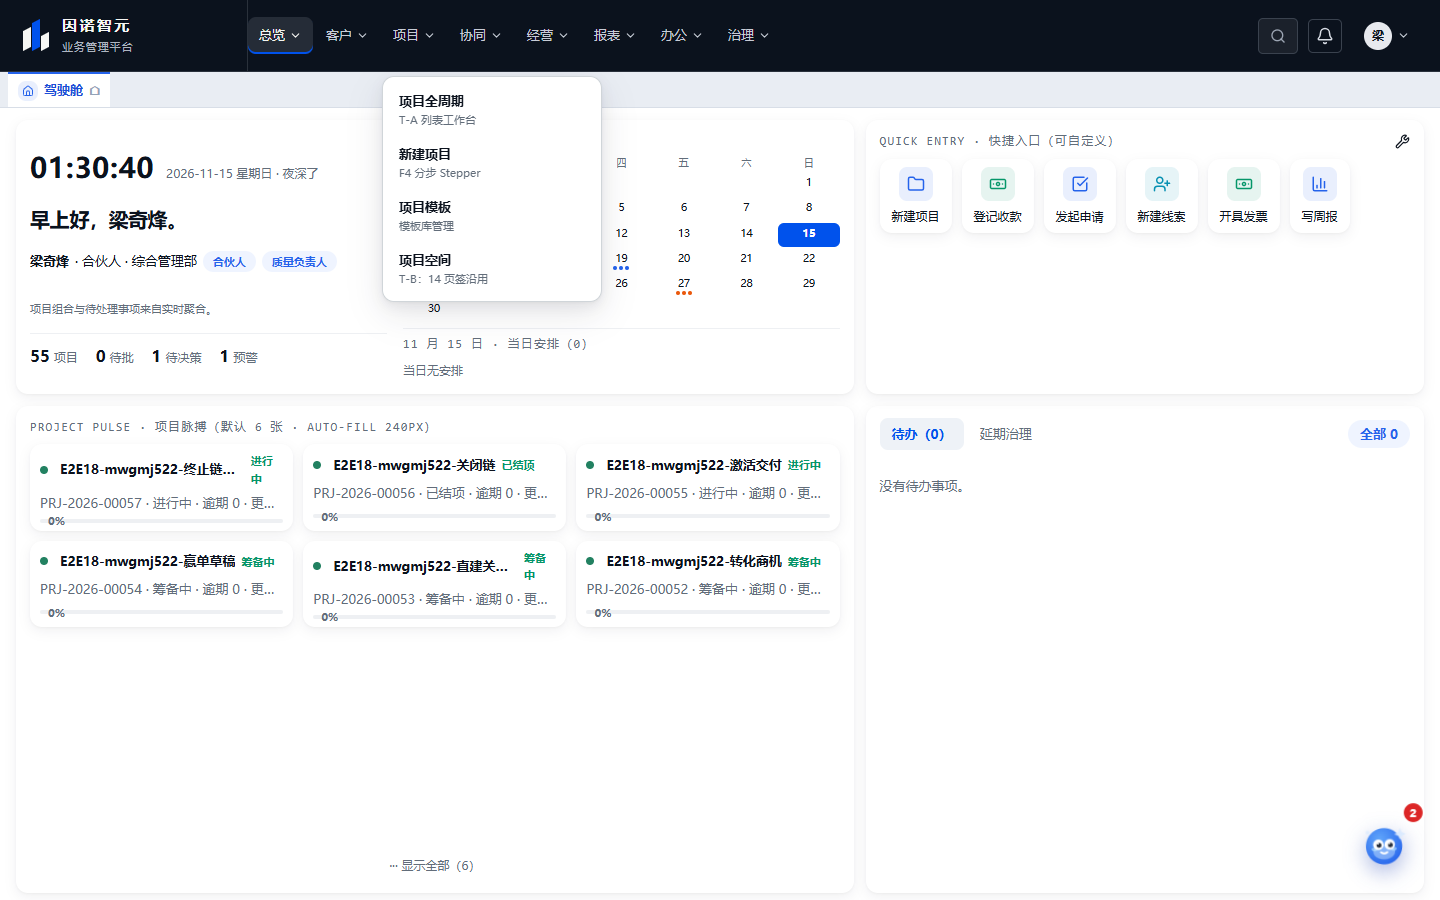 因诺智元
业务管理平台
总览 客户 项目 协同 经营 报表 办公 治理
梁
驾驶舱
项目全周期
T-A 列表工作台
新建项目
F4 分步 Stepper
项目模板
模板库管理
项目空间
T-B：14 页签沿用
01:30:40 2026-11-15 星期日 · 夜深了
早上好，梁奇烽。
梁奇烽 · 合伙人 · 综合管理部 合伙人 质量负责人
项目组合与待处理事项来自实时聚合。
55 项目 0 待批 1 待决策 1 预警
四 五 六 日
1
5 6 7 8
12 13 14 15
19 20 21 22
26 27 28 29
30
11 月 15 日 · 当日安排 (0)
当日无安排
QUICK ENTRY · 快捷入口 (可自定义)
新建项目 登记收款 发起申请 新建线索 开具发票 写周报
PROJECT PULSE · 项目脉搏 (默认 6 张 · AUTO-FILL 240PX)
E2E18-mwgmj522-终止链... 进行中
PRJ-2026-00057 · 进行中 · 逾期 0 · 更...
0%
E2E18-mwgmj522-关闭链 已结项
PRJ-2026-00056 · 已结项 · 逾期 0 · 更...
0%
E2E18-mwgmj522-激活交付 进行中
PRJ-2026-00055 · 进行中 · 逾期 0 · 更...
0%
E2E18-mwgmj522-赢单草稿 筹备中
PRJ-2026-00054 · 筹备中 · 逾期 0 · 更...
0%
E2E18-mwgmj522-直建关... 筹备中
PRJ-2026-00053 · 筹备中 · 逾期 0 · 更...
0%
E2E18-mwgmj522-转化商机 筹备中
PRJ-2026-00052 · 筹备中 · 逾期 0 · 更...
0%
··· 显示全部（6）
待办（0） 延期治理 全部 0
没有待办事项。
2